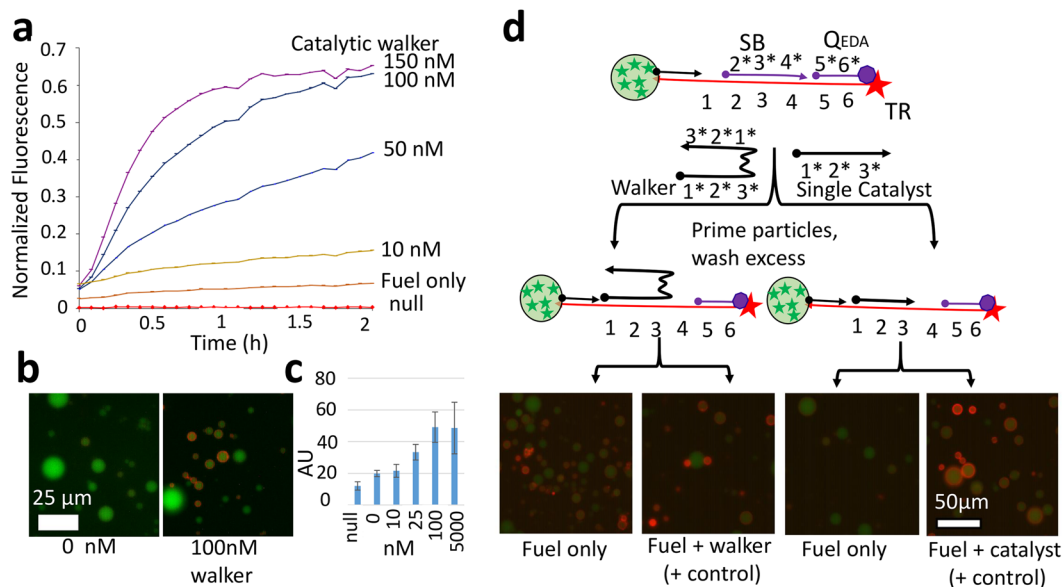 a
Catalytic walker
0.7
0.6
0.5
0.4
0.3
0.2
0.1
0
Normalized Fluorescence
150 nM
100 nM
50 nM
10 nM
Fuel only
null
0 0.5 1 1.5 2
Time (h)
b
25 μm
0 nM
100nM
walker
c
80
60
40
20
0
AU
null 0 10 25 100 5000
nM
d
SB QEDA
2* 3* 4* 5* 6*
1 2 3 4 5 6
TR
3* 2* 1*
Walker
1* 2* 3*
1* 2* 3*
Single Catalyst
Prime particles,
wash excess
1 2 3 4 5 6
1 2 3 4 5 6
50μm
Fuel only
Fuel + walker
(+ control)
Fuel only
Fuel + catalyst
(+ control)